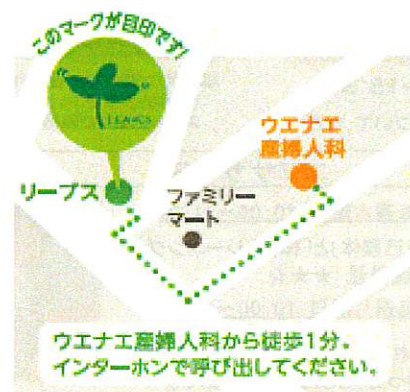 このマークが目印です!
LEAVES
ウエナエ
産婦人科
リーブス
ファミリー
マート
ウエナエ産婦人科から徒歩1分。
インターホンで呼び出してください。